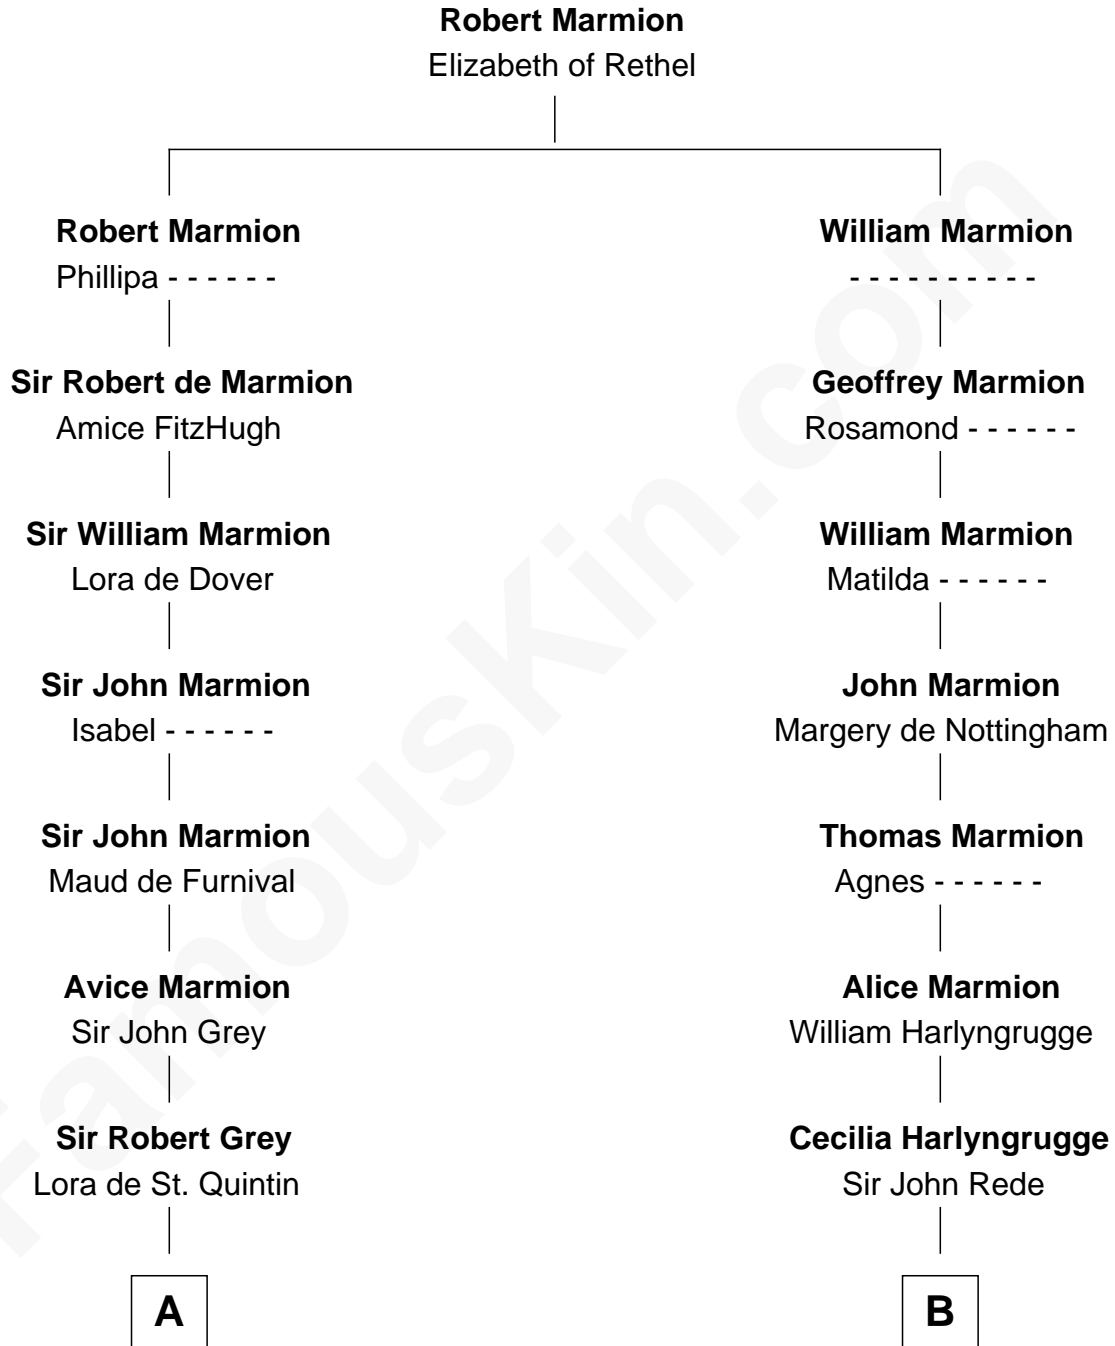 Robert Marmion
Elizabeth of Rethel
Robert Marmion
Phillipa - - - - - -
William Marmion
- - - - - - - - - -
Sir Robert de Marmion
Amice FitzHugh
Geoffrey Marmion
Rosamond - - - - - -
Sir William Marmion
Lora de Dover
William Marmion
Matilda - - - - - -
Sir John Marmion
Isabel - - - - - -
John Marmion
Margery de Nottingham
Sir John Marmion
Maud de Furnival
Thomas Marmion
Agnes - - - - - -
Avice Marmion
Sir John Grey
Alice Marmion
William Harlyngrugge
Sir Robert Grey
Lora de St. Quintin
Cecilia Harlyngrugge
Sir John Rede
A
B
FamousKin.com